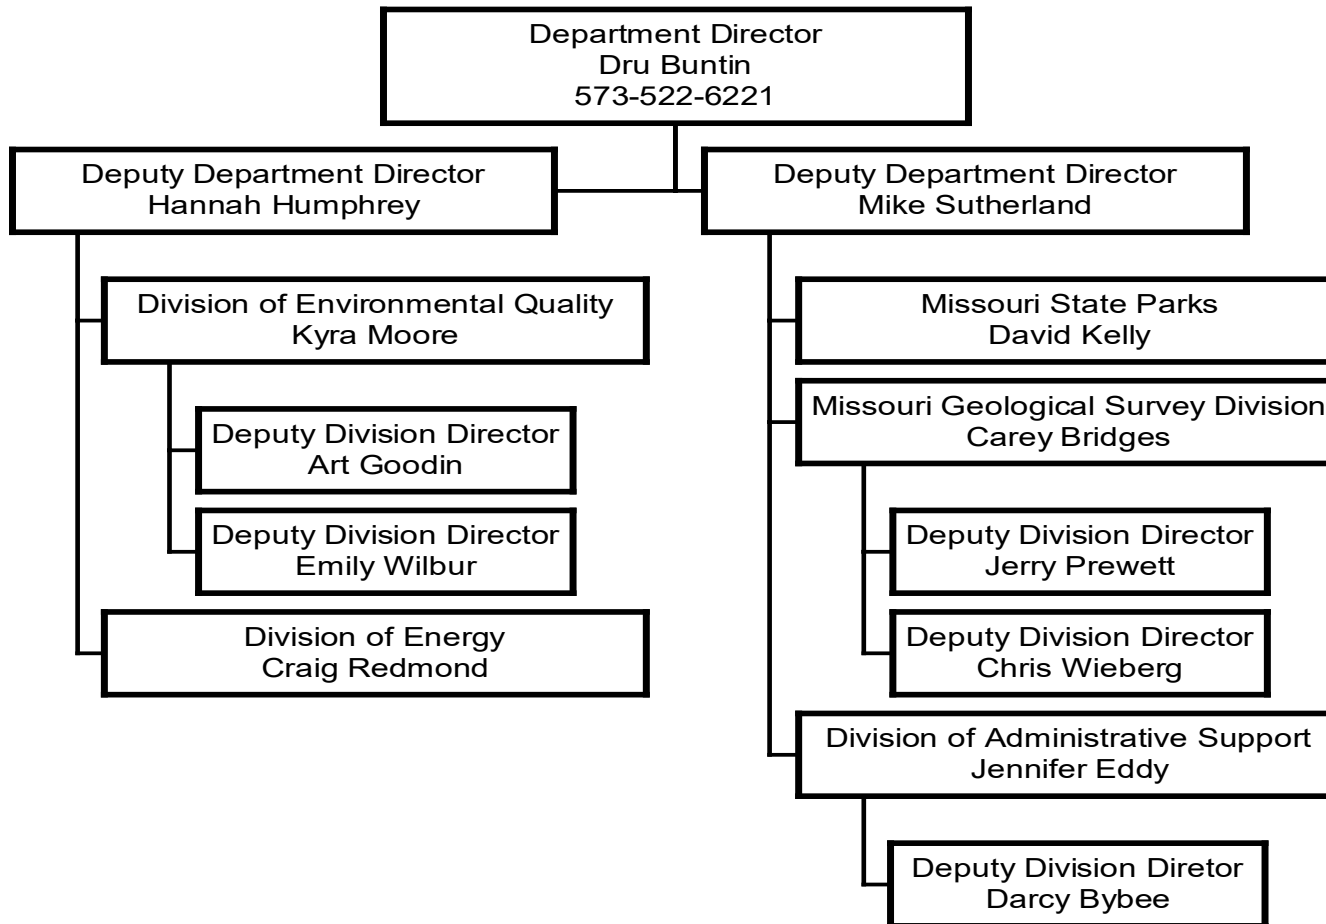 Department Director
Dru Buntin
573-522-6221
Deputy Department Director
Hannah Humphrey
Deputy Department Director
Mike Sutherland
Division of Environmental Quality
Kyra Moore
Deputy Division Director
Art Goodin
Deputy Division Director
Emily Wilbur
Division of Energy
Craig Redmond
Missouri State Parks
David Kelly
Missouri Geological Survey Division
Carey Bridges
Deputy Division Director
Jerry Prewett
Deputy Division Director
Chris Wieberg
Division of Administrative Support
Jennifer Eddy
Deputy Division Diretor
Darcy Bybee